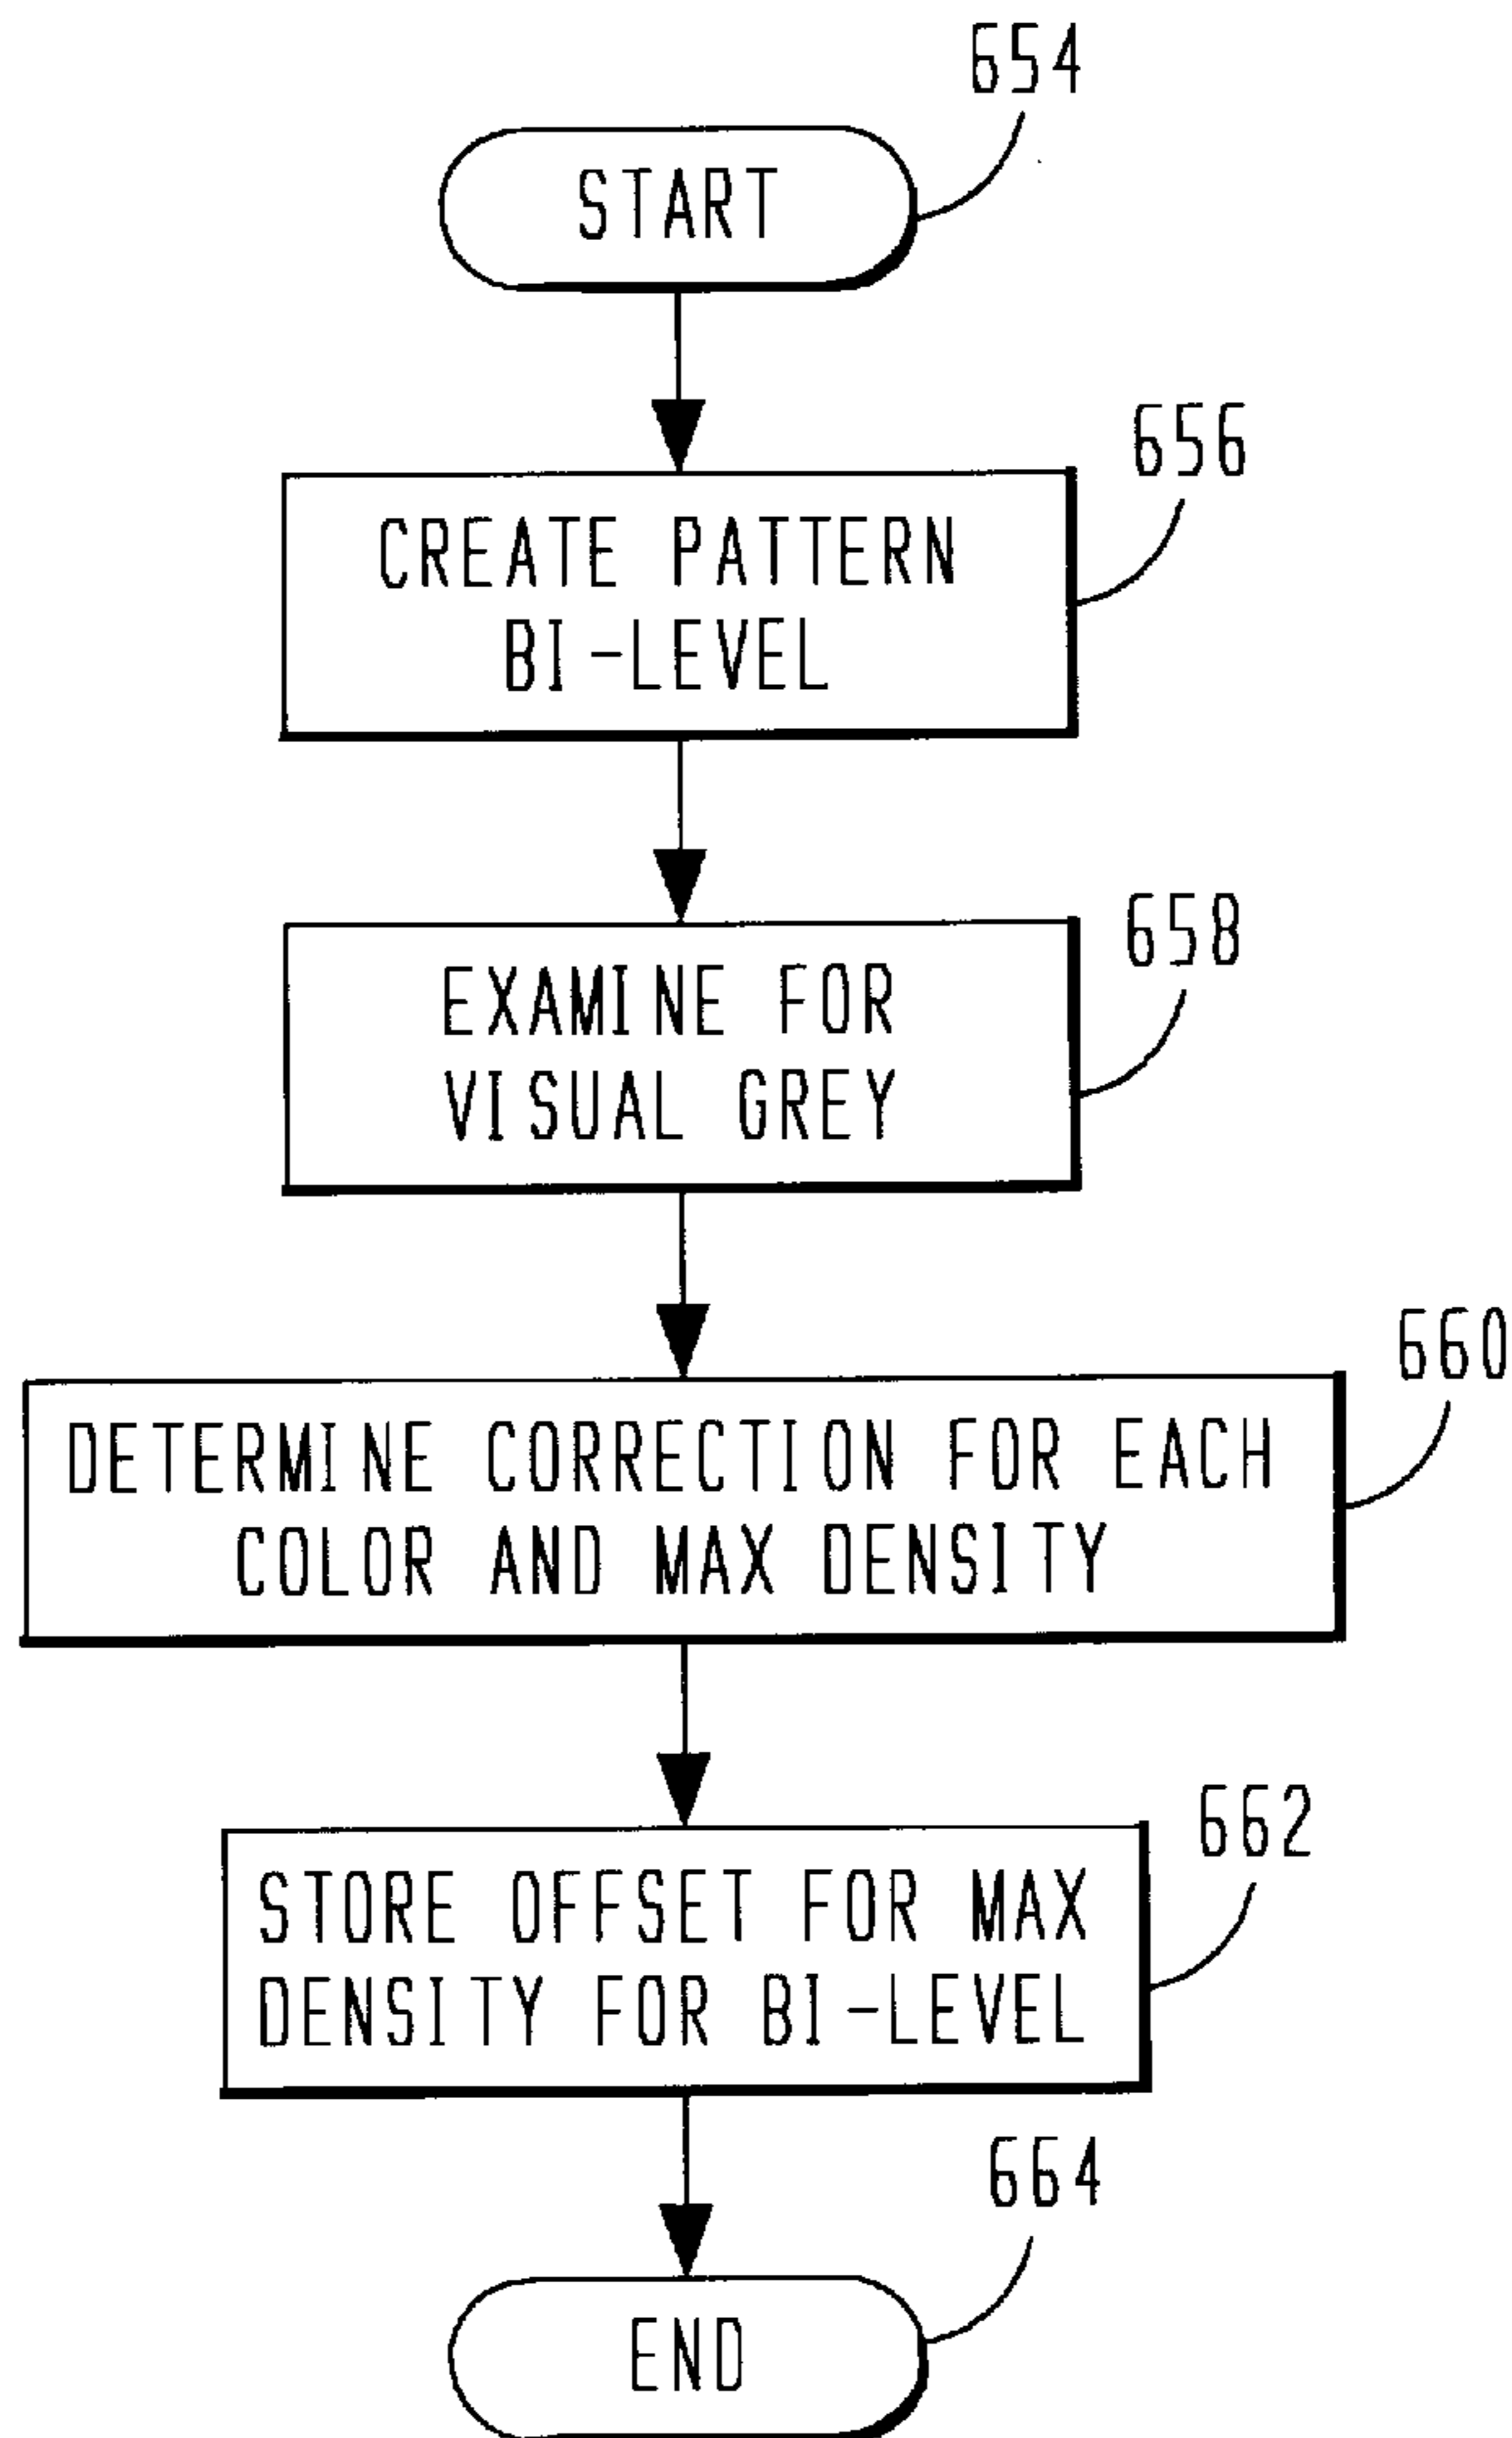 654
START
656
CREATE PATTERN
BI-LEVEL
658
EXAMINE FOR
VISUAL GREY
660
DETERMINE CORRECTION FOR EACH
COLOR AND MAX DENSITY
662
STORE OFFSET FOR MAX
DENSITY FOR BI-LEVEL
664
END